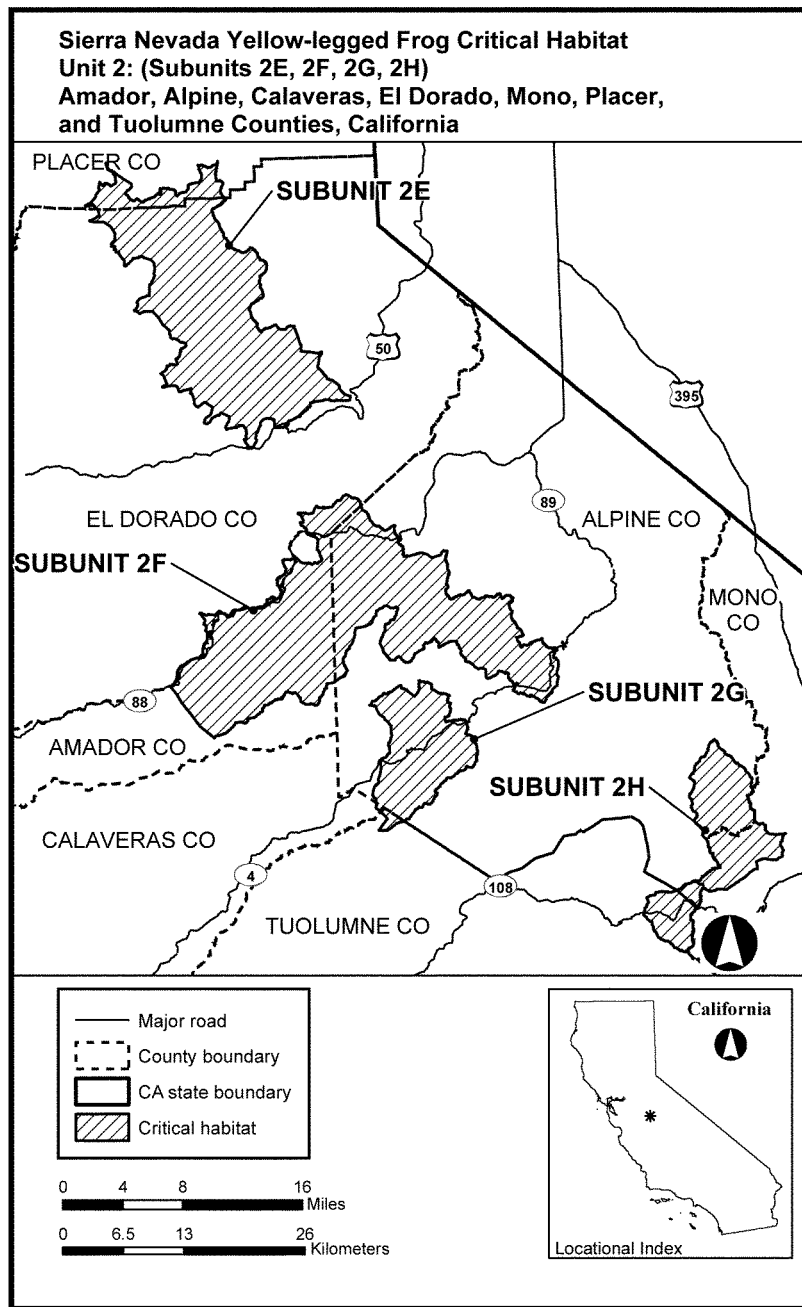 Sierra Nevada Yellow-legged Frog Critical Habitat
Unit 2: (Subunits 2E, 2F, 2G, 2H)
Amador, Alpine, Calaveras, El Dorado, Mono, Placer,
and Tuolumne Counties, California
PLACER CO
SUBUNIT 2E
50
395
EL DORADO CO
89
ALPINE CO
SUBUNIT 2F
MONO
CO
SUBUNIT 2G
88
AMADOR CO
SUBUNIT 2H
CALAVERAS CO
4
108
TUOLUMNE CO
Major road
County boundary
CA state boundary
Critical habitat
0 4 8 16
Miles
0 6.5 13 26
Kilometers
California
Locational Index